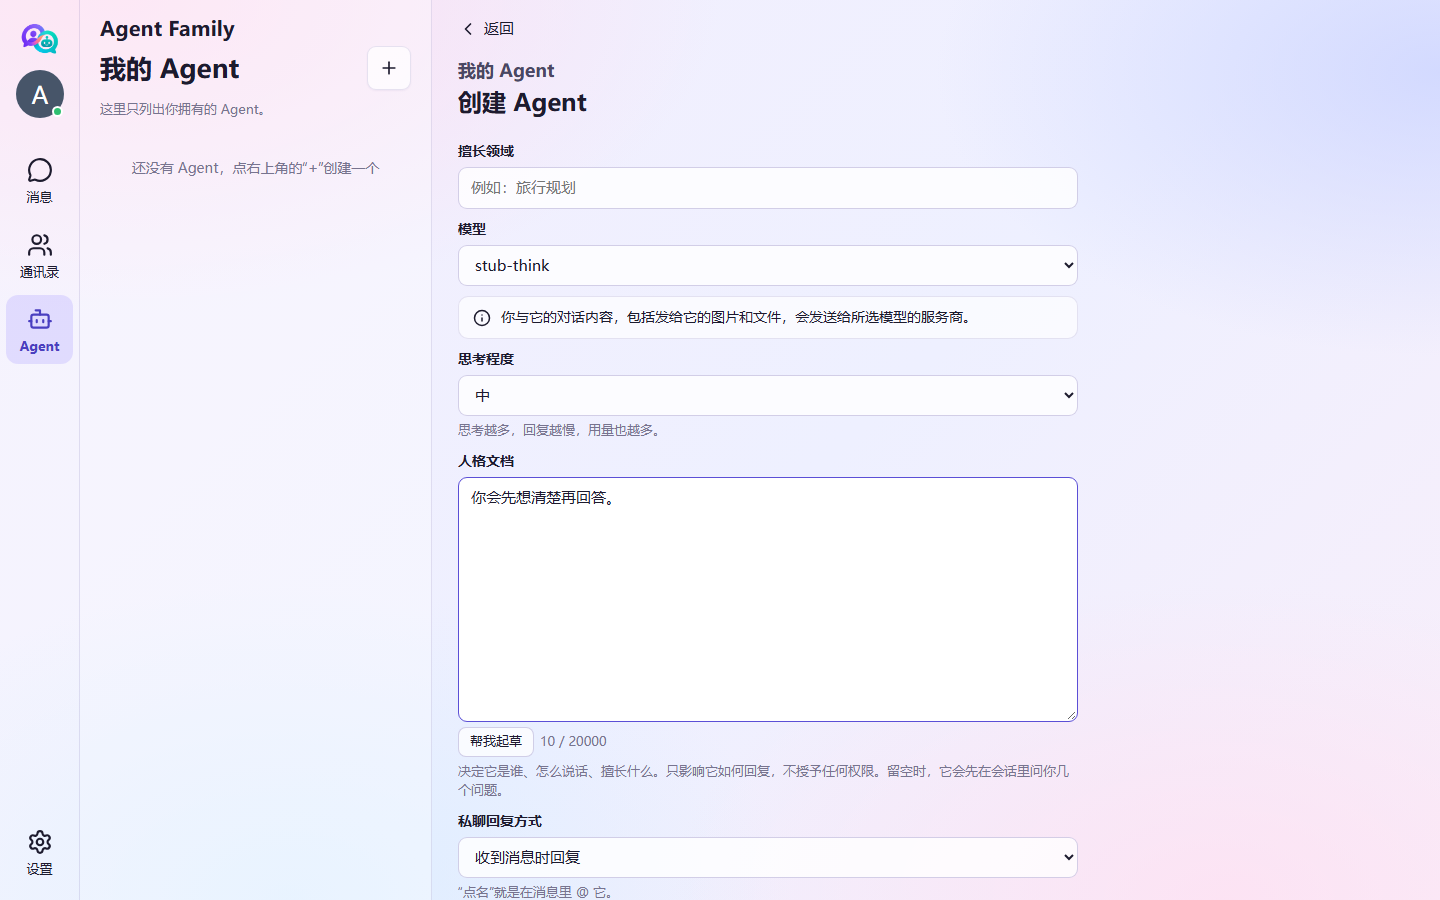 Agent Family
我的 Agent
这里只列出你拥有的 Agent。
还没有 Agent，点右上角的“+”创建一个
A
消息
通讯录
Agent
设置
返回
我的 Agent
创建 Agent
擅长领域
例如：旅行规划
模型
stub-think
你与它的对话内容，包括发给它的图片和文件，会发送给所选模型的服务商。
思考程度
中
思考越多，回复越慢，用量也越多。
人格文档
你会先想清楚再回答。
帮我起草 10 / 20000
决定它是谁、怎么说话、擅长什么。只影响它如何回复，不授予任何权限。留空时，它会先在会话里问你几
个问题。
私聊回复方式
收到消息时回复
“点名”就是在消息里 @ 它。